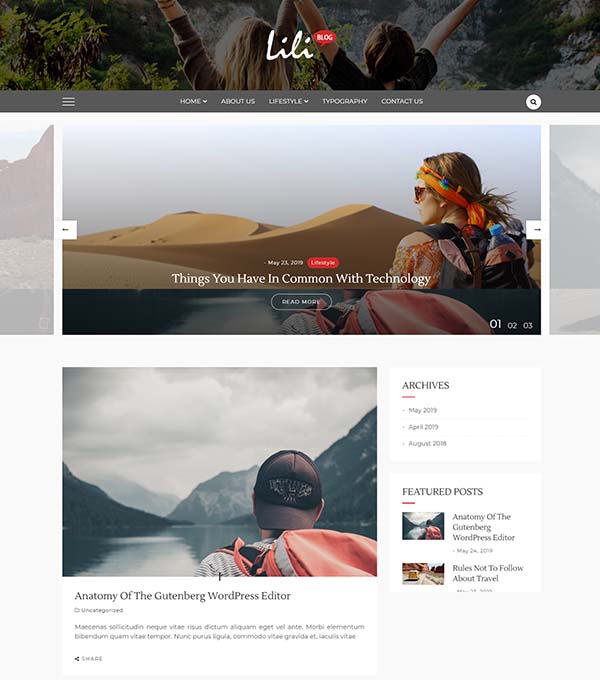 Lili BLOG
HOME ABOUT US LIFESTYLE TYPOGRAPHY CONTACT US
- May 23, 2019 Lifestyle
Things You Have In Common With Technology
READ MORE
01 02 03
Anatomy Of The Gutenberg WordPress Editor
Uncategorized
Maecenas sollicitudin neque vitae risus dictum aliquam eget vel ante. Morbi elementum
bibendum quam vitae tempor. Nunc purus ligula, commodo vitae gravida et, iaculis vitae
SHARE
ARCHIVES
- May 2019
- April 2019
- August 2018
FEATURED POSTS
Anatomy Of The
Gutenberg
WordPress Editor
- May 24, 2019
Rules Not To Follow
About Travel
- May 23, 2019